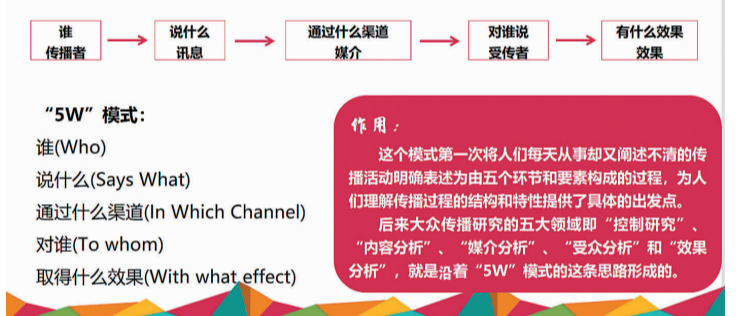 谁
传播者
说什么
讯息
通过什么渠道
媒介
对谁说
受传者
有什么效果
效果
“5W”模式：
谁(Who)
说什么(Says What)
通过什么渠道(In Which Channel)
对谁(To whom)
取得什么效果(With what effect)
作用：
这个模式第一次将人们每天从事却又阐述不清的传
播活动明确表述为由五个环节和要素构成的过程，为人
们理解传播过程的结构和特性提供了具体的出发点。
后来大众传播研究的五大领域即“控制研究”、
“内容分析”、“媒介分析”、“受众分析”和“效果
分析”，就是沿着“5W”模式的这条思路形成的。